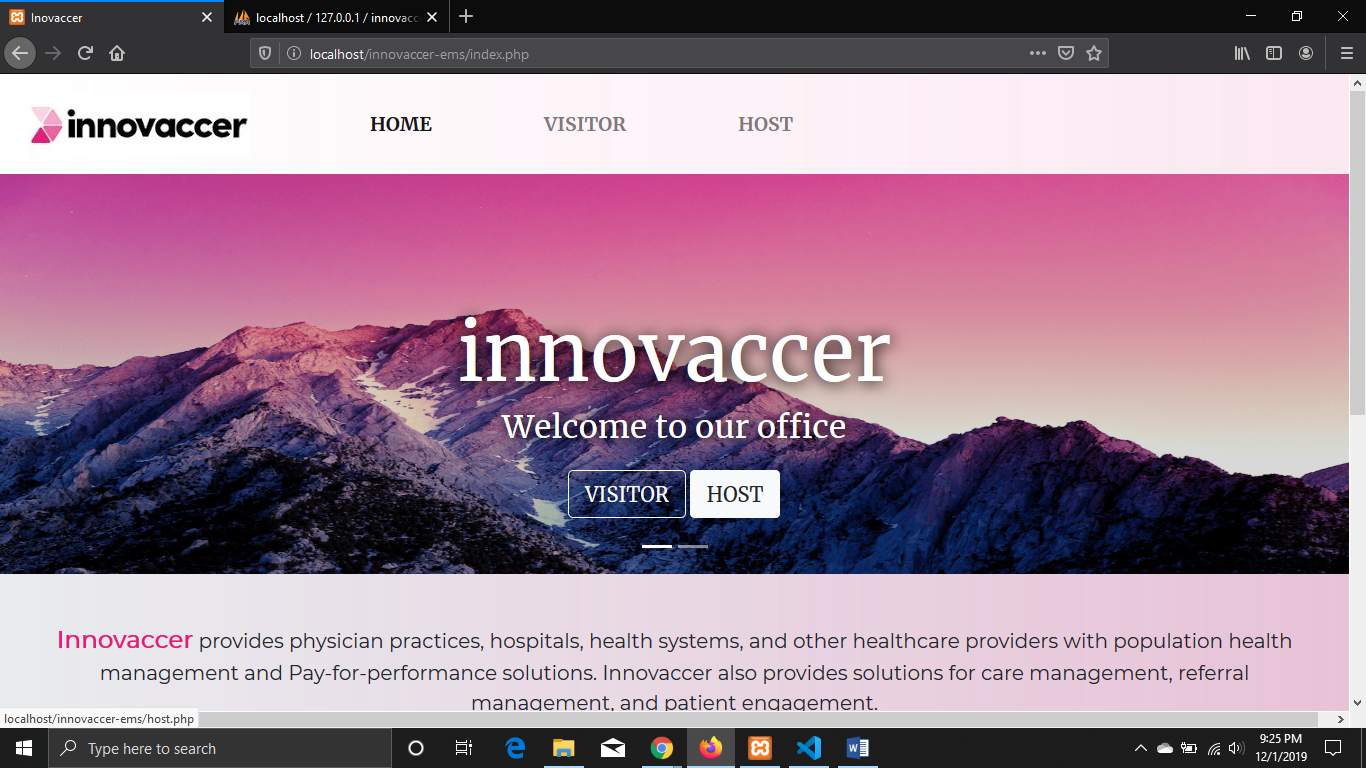 Inovaccer
localhost / 127.0.0.1 / innovacc
localhost/innovaccer-ems/index.php
innovaccer
HOME
VISITOR
HOST
innovaccer
Welcome to our office
VISITOR
HOST
Innovaccer provides physician practices, hospitals, health systems, and other healthcare providers with population health
management and Pay-for-performance solutions. Innovaccer also provides solutions for care management, referral
management, and patient engagement.
localhost/innovaccer-ems/host.php
Type here to search
9:25 PM
12/1/2019